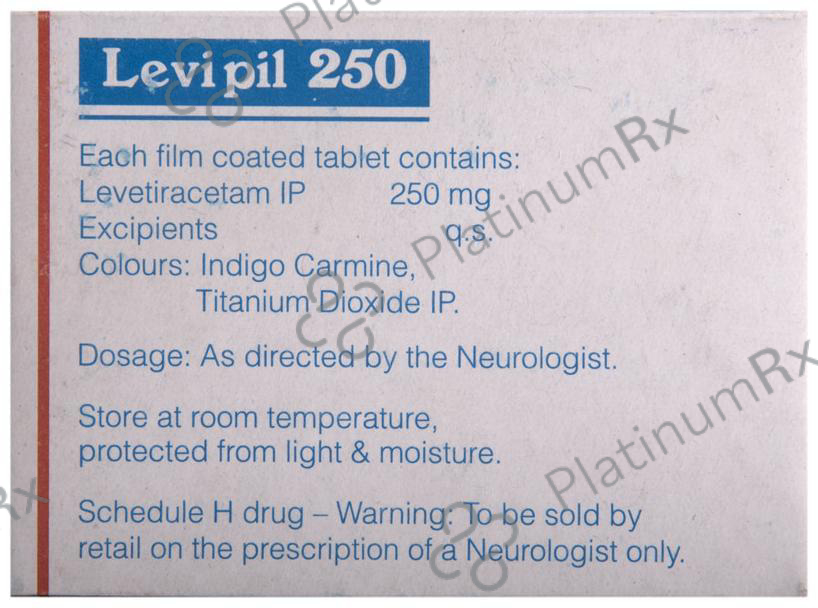 Levipil 250
Each film coated tablet contains:
Levetiracetam IP 250 mg
Excipients q.s.
Colours: Indigo Carmine,
Titanium Dioxide IP.
Dosage: As directed by the Neurologist.
Store at room temperature,
protected from light & moisture.
Schedule H drug – Warning: To be sold by
retail on the prescription of a Neurologist only.
PlatinumRx
PlatinumRx
Platin
Rx